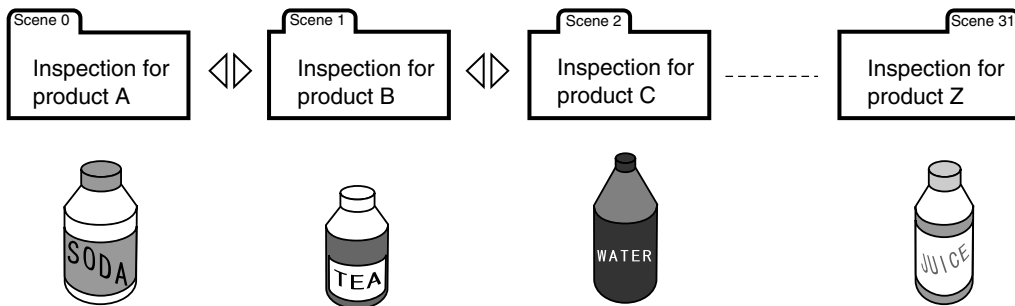 Scene 0
Scene 1
Scene 2
Scene 31
Inspection for
product A
Inspection for
product B
Inspection for
product C
Inspection for
product Z
SODA
TEA
WATER
JUICE